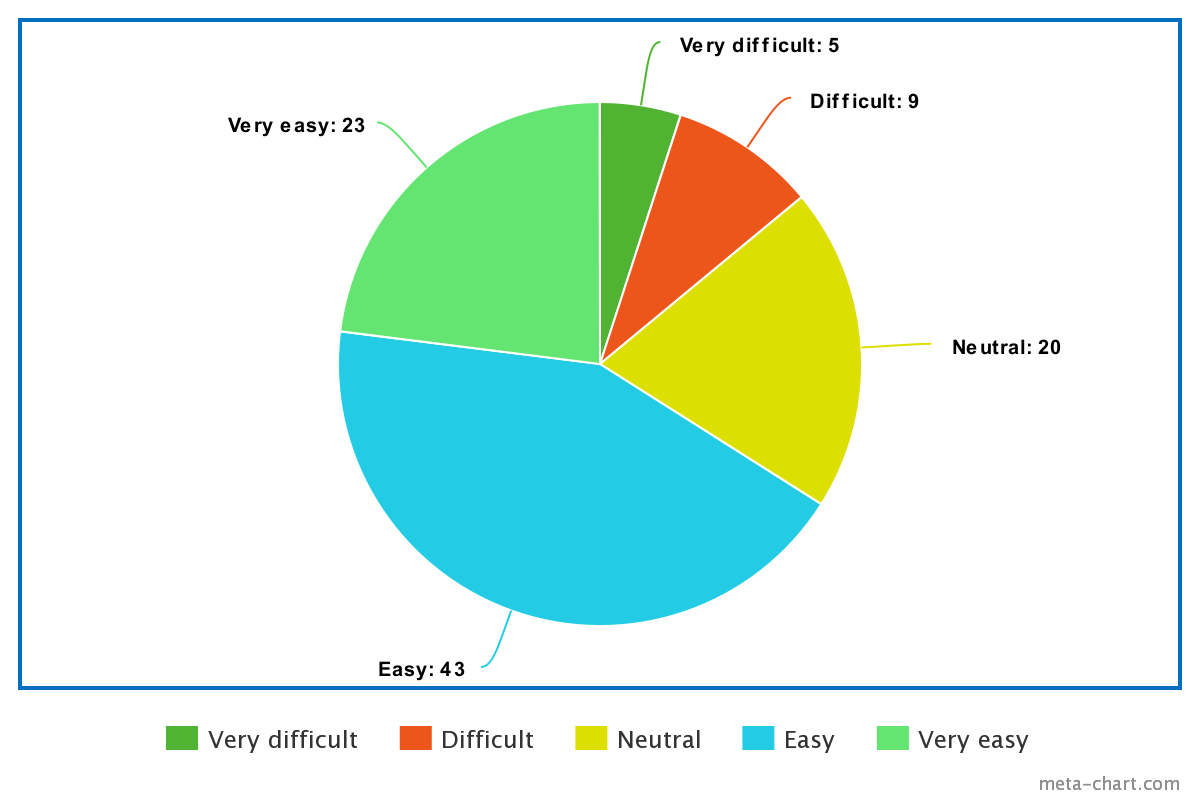 Very difficult: 5
Difficult: 9
Very easy: 23
Neutral: 20
Easy: 43
Very difficult Difficult Neutral Easy Very easy
meta-chart.com